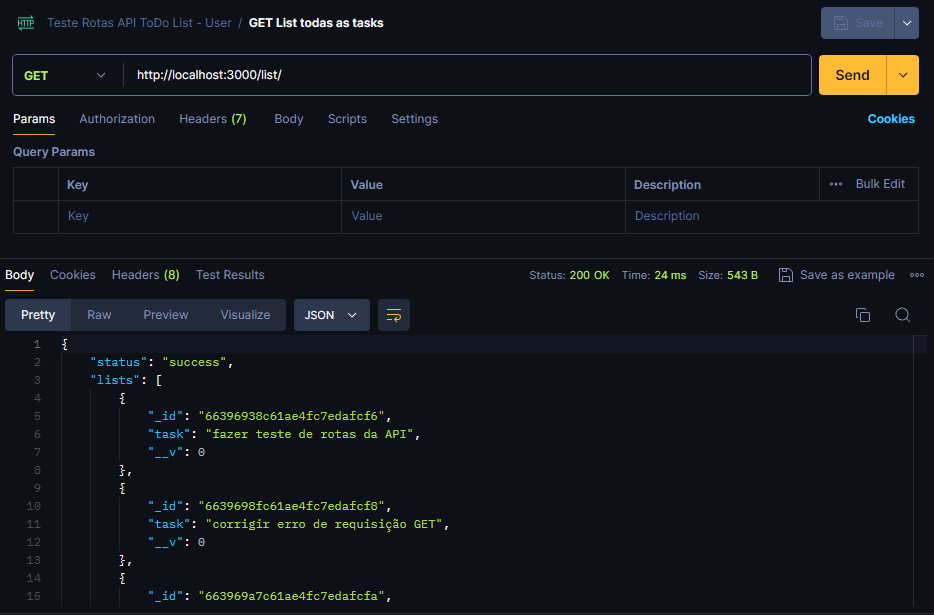 HTTP Teste Rotas API ToDo List - User / GET List todas as tasks Save
GET http://localhost:3000/list/ Send
Params Authorization Headers (7) Body Scripts Settings Cookies
Query Params
Key Value Description ••• Bulk Edit
Key Value Description
Body Cookies Headers (8) Test Results Status: 200 OK Time: 24 ms Size: 543 B Save as example
Pretty Raw Preview Visualize JSON
1 {
2 "status": "success",
3 "lists": [
4 {
5 "_id": "66396938c61ae4fc7edafcf6",
6 "task": "fazer teste de rotas da API",
7 "__v": 0
8 },
9 {
10 "_id": "6639698fc61ae4fc7edafcf8",
11 "task": "corrigir erro de requisição GET",
12 "__v": 0
13 },
14 {
15 "_id": "663969a7c61ae4fc7edafcfa",